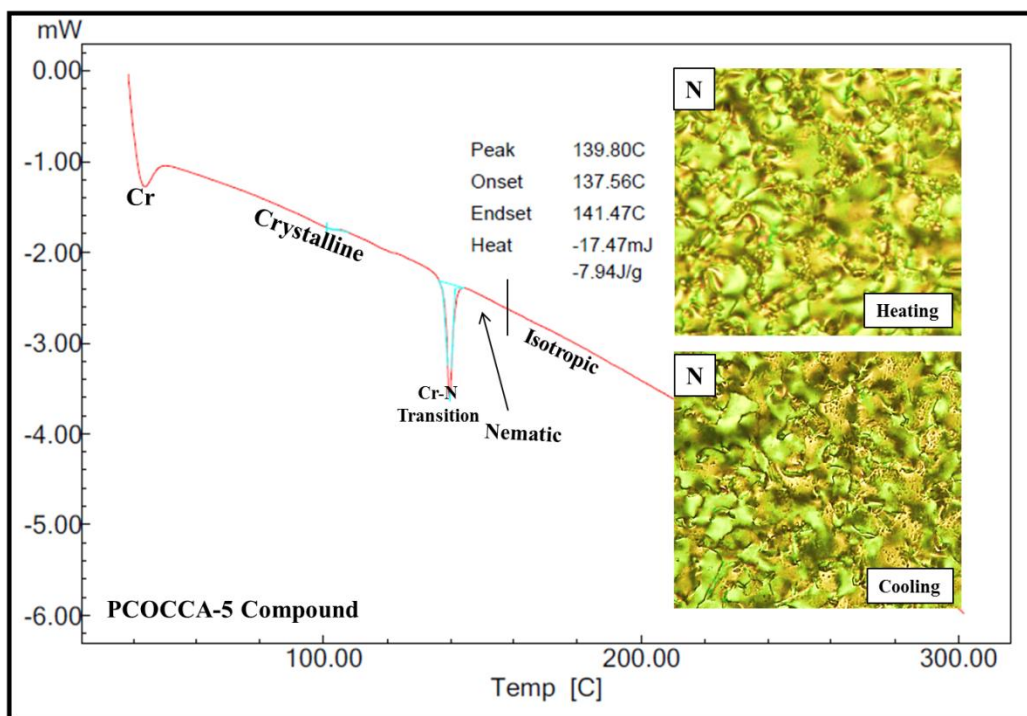 mW
0.00
-1.00
-2.00
-3.00
-4.00
-5.00
-6.00
Cr
Crystalline
Peak 139.80C
Onset 137.56C
Endset 141.47C
Heat -17.47mJ
-7.94J/g
Cr-N
Transition
Nematic
Isotropic
N
Heating
N
Cooling
PCOCCA-5 Compound
100.00
200.00
300.00
Temp [C]